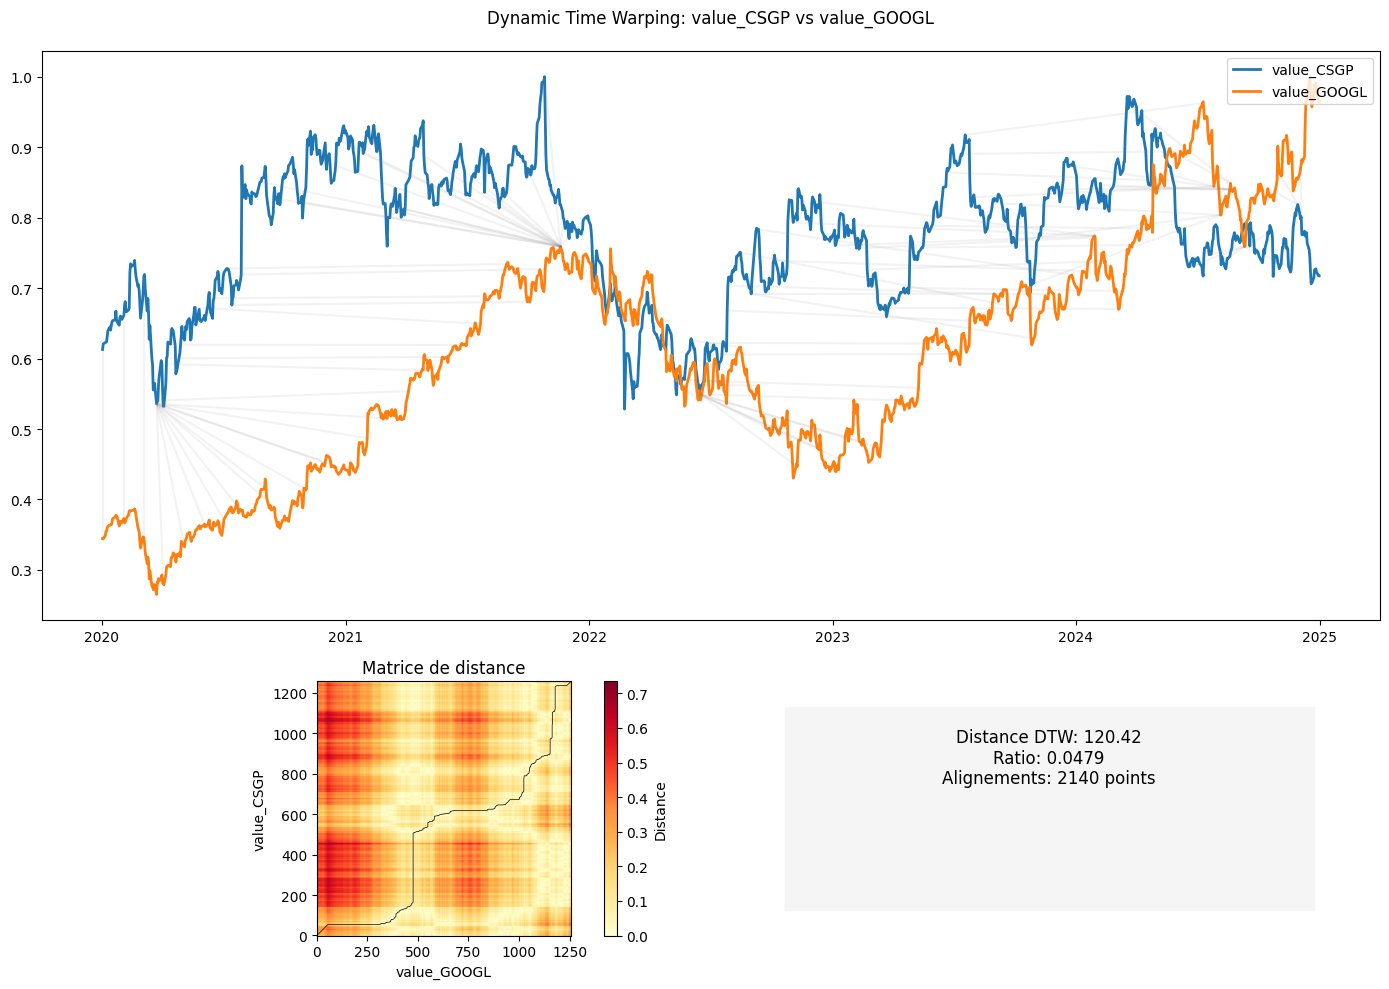 Dynamic Time Warping: value_CSGP vs value_GOOGL
value_CSGP
value_GOOGL
1.0
0.9
0.8
0.7
0.6
0.5
0.4
0.3
2020 2021 2022 2023 2024 2025
Matrice de distance
value_CSGP
1200
1000
800
600
400
200
0
0 250 500 750 1000 1250
value_GOOGL
0.7
0.6
0.5
0.4
0.3
0.2
0.1
0.0
Distance
Distance DTW: 120.42
Ratio: 0.0479
Alignements: 2140 points